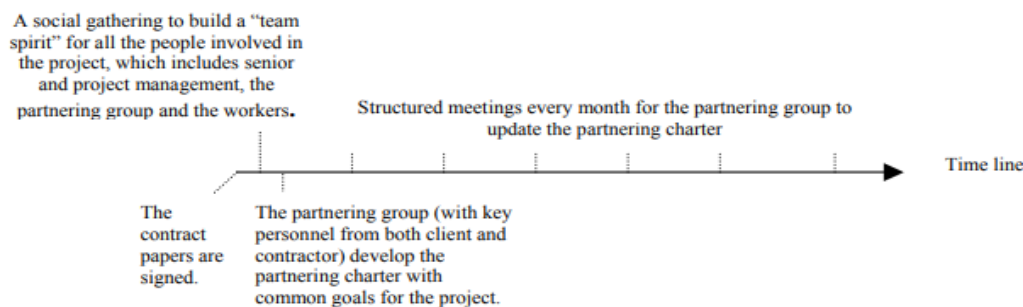 A social gathering to build a “team
spirit” for all the people involved in
the project, which includes senior
and project management, the
partnering group and the workers.
Structured meetings every month for the partnering group to
update the partnering charter
Time line
The
contract
papers are
signed.
The partnering group (with key
personnel from both client and
contractor) develop the
partnering charter with
common goals for the project.